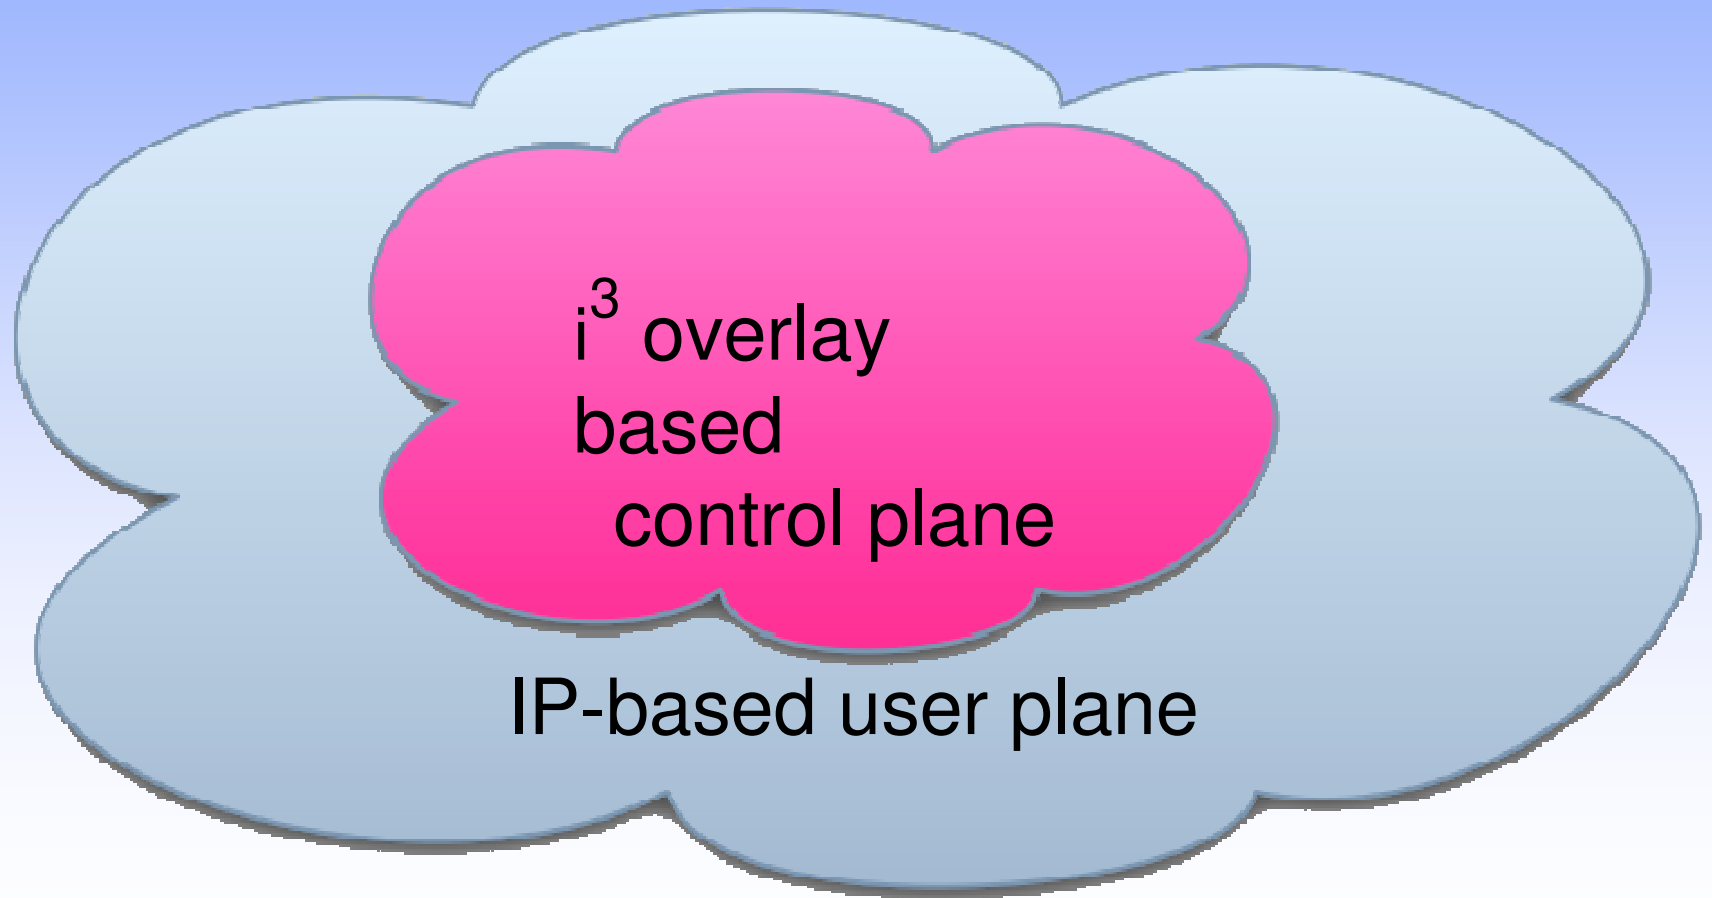 i³ overlay
based
control plane
IP-based user plane